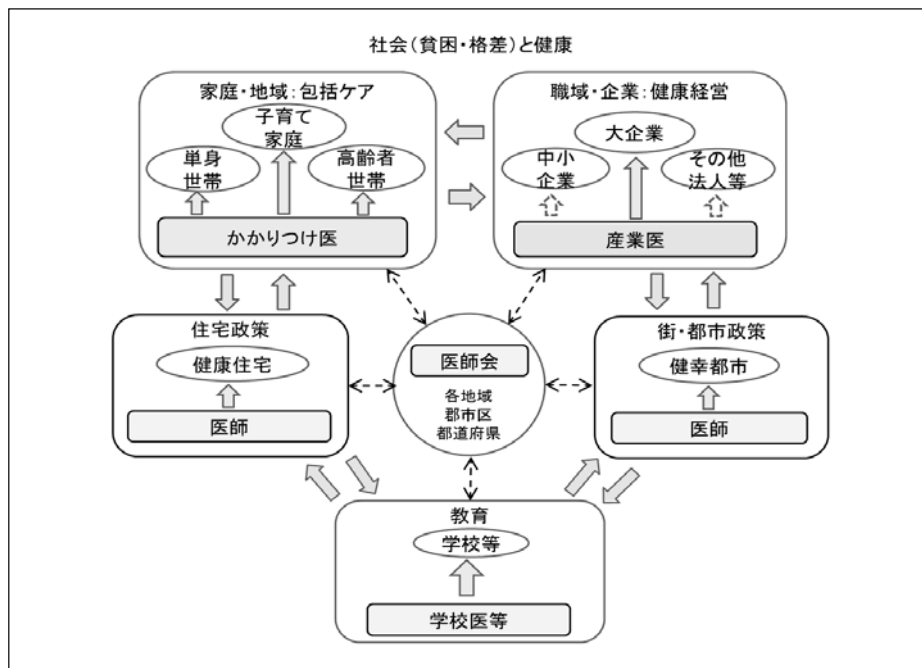 社会（貧困・格差）と健康
家庭・地域：包括ケア
子育て
家庭
単身
世帯
高齢者
世帯
かかりつけ医
職域・企業：健康経営
大企業
中小
企業
その他
法人等
産業医
住宅政策
健康住宅
医師
医師会
各地域
郡市区
都道府県
街・都市政策
健幸都市
医師
教育
学校等
学校医等